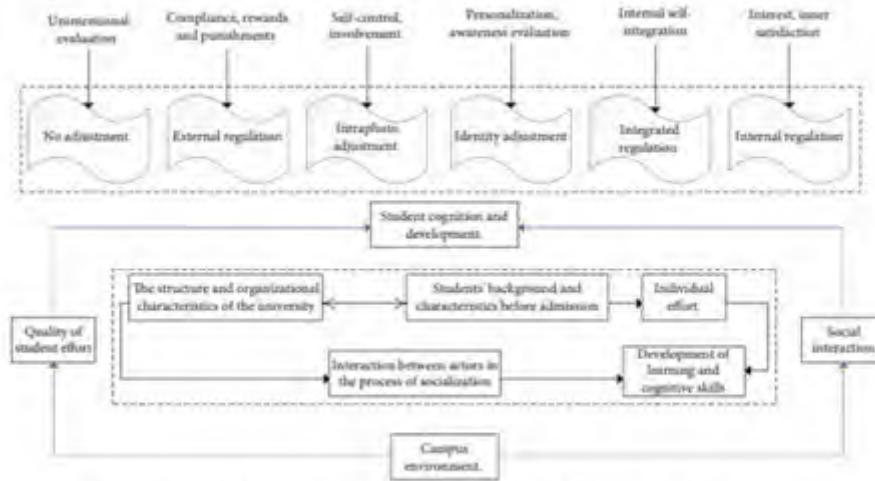 Unintentional
evaluation
Compliance, rewards
and punishments
Self-control,
involvement
Personalization,
awareness evaluation
Internal self-
integration
Interest, inner
satisfaction
No adjustment
External regulation
adjustment
Identity adjustment
Integrated
regulation
Internal regulation
Student cognition and
development
The structure and organizational
characteristics of the university
Students' background and
characteristics before admission
Individual
effort
Quality of
student effort
Social
interaction
Interaction between actors in
the process of socialization
Development of
learning and
cognitive skills
Campus
environment.